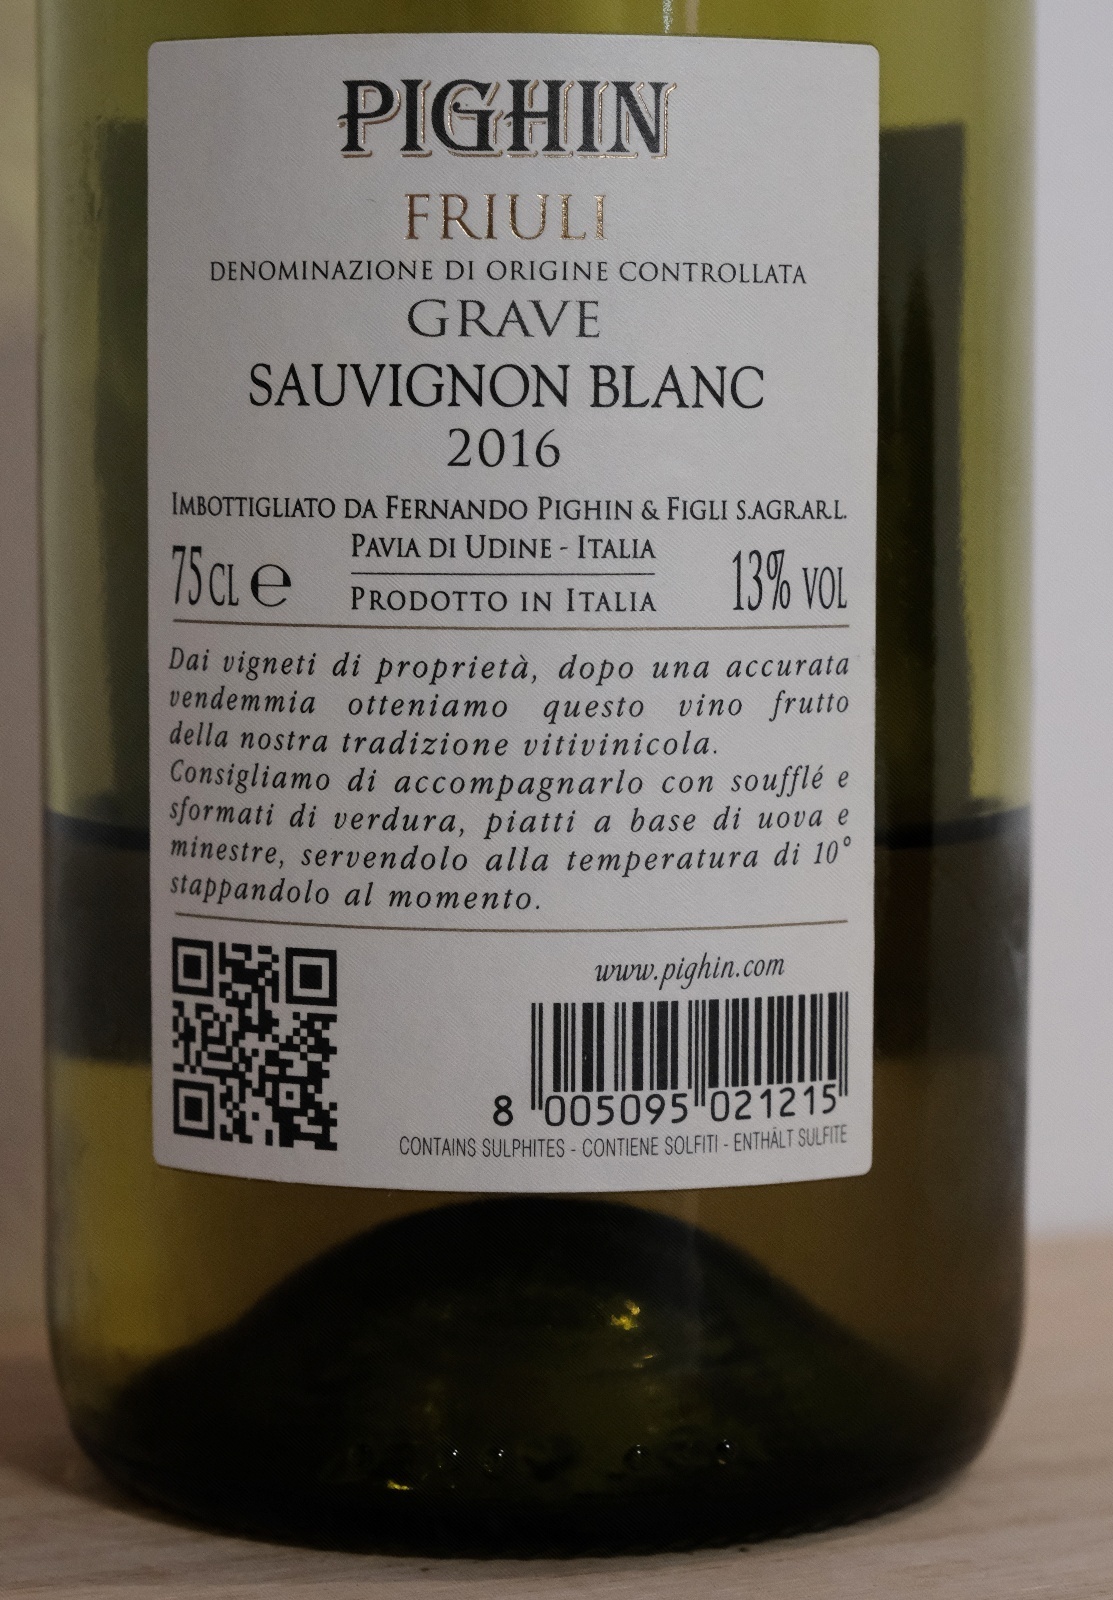 PIGHIN
FRIULI
DENOMINAZIONE DI ORIGINE CONTROLLATA
GRAVE
SAUVIGNON BLANC
2016
IMBOTTIGLIATO DA FERNANDO PIGHIN & FIGLI S.AGR.AR.L.
PAVIA DI UDINE - ITALIA
75 CL e
PRODOTTO IN ITALIA
13% VOL
Dai vigneti di proprietà, dopo una accurata
vendemmia otteniamo questo vino frutto
della nostra tradizione vitivinicola.
Consigliamo di accompagnarlo con soufflé e
sformati di verdura, piatti a base di uova e
minestre, servendolo alla temperatura di 10°
stappandolo al momento.
www.pighin.com
8 005095 021215
CONTAINS SULPHITES - CONTIENE SOLFITI - ENTHÄLT SULFITE